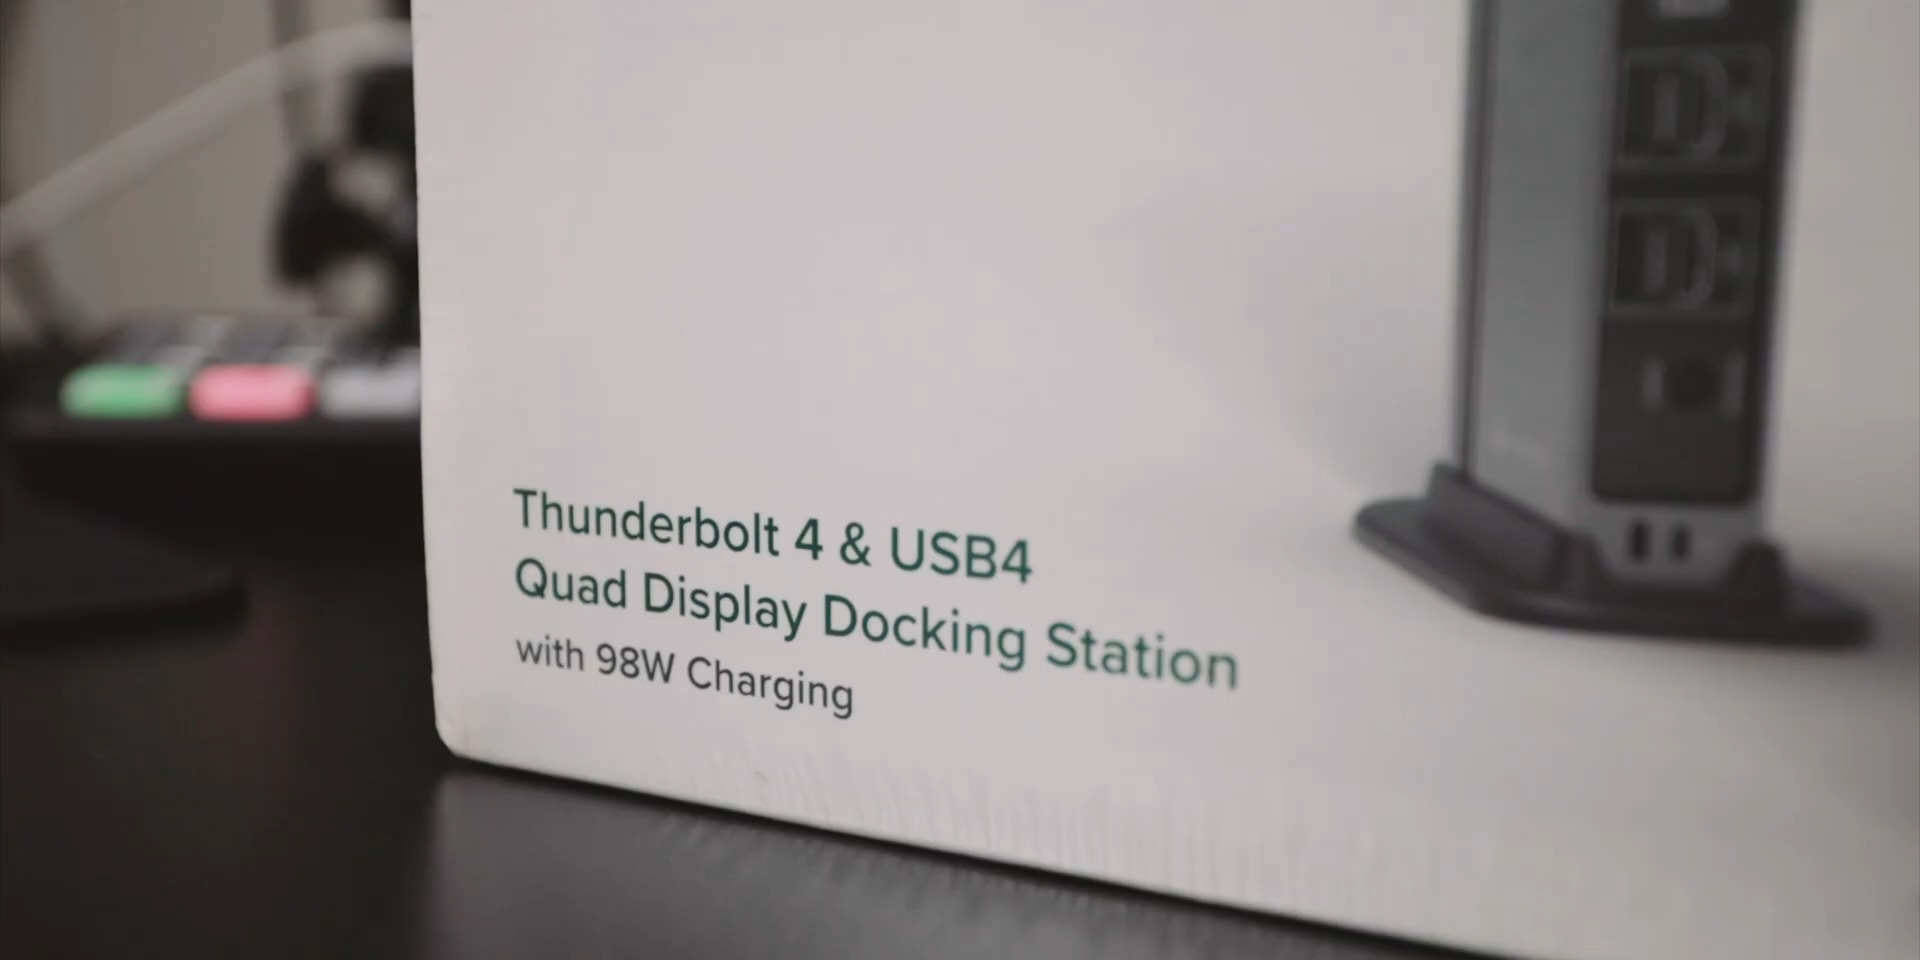 Thunderbolt 4 & USB4
Quad Display Docking Station
with 98W Charging